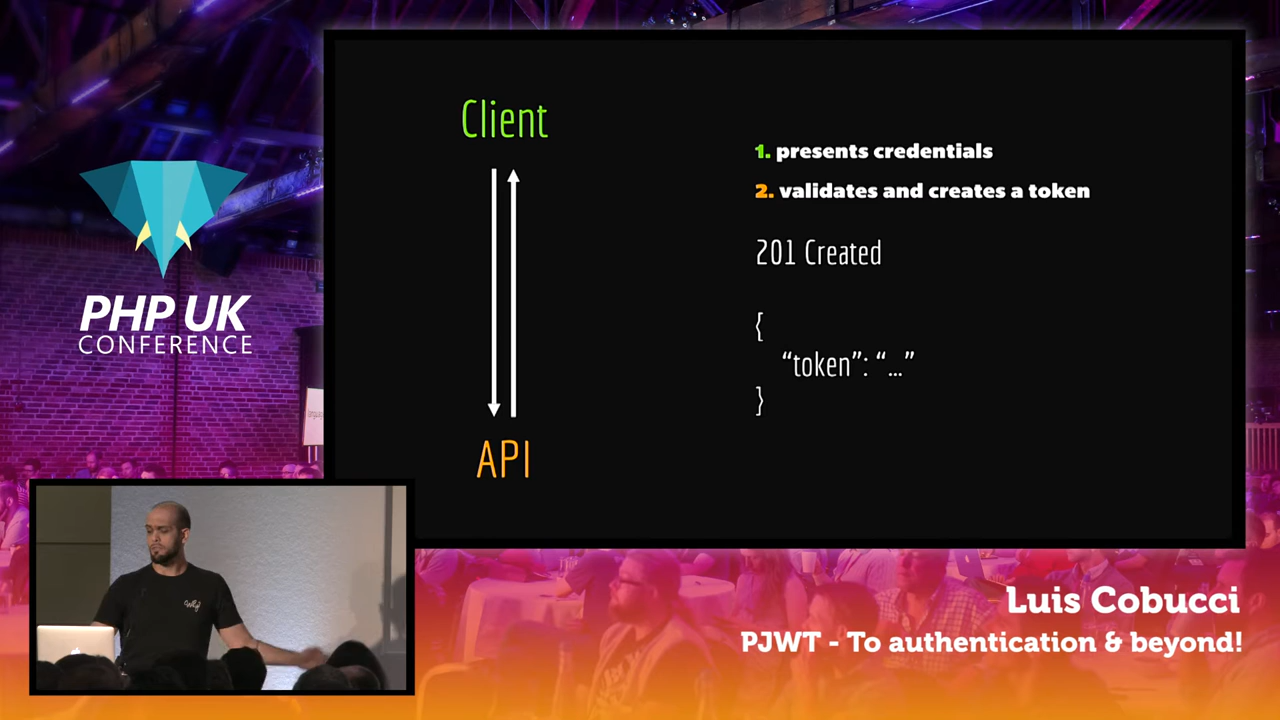 Client
1. presents credentials
2. validates and creates a token
201 Created
{
"token": "..."
}
API
PHP UK
CONFERENCE
Luis Cobucci
PJWT - To authentication & beyond!